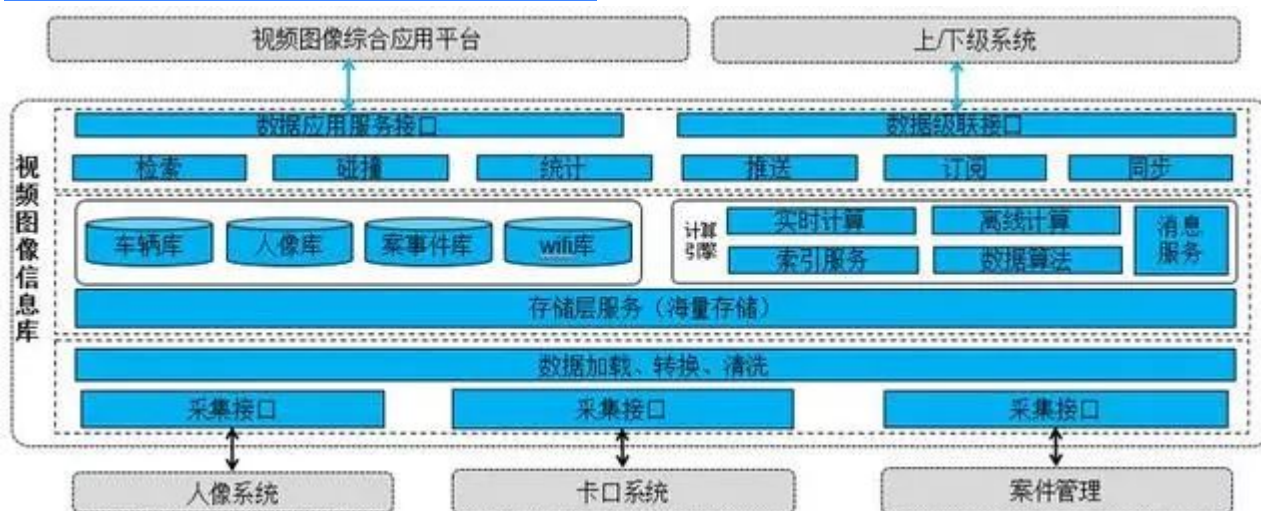 视频图像综合应用平台
上/下级系统
数据应用服务接口
数据级联接口
检索
碰撞
统计
推送
订阅
同步
视频图像信息库
车辆库
人像库
案事件库
wifi库
计算引擎
实时计算
离线计算
索引服务
数据算法
消息服务
存储层服务（海量存储）
数据加载、转换、清洗
采集接口
采集接口
采集接口
人像系统
卡口系统
案件管理